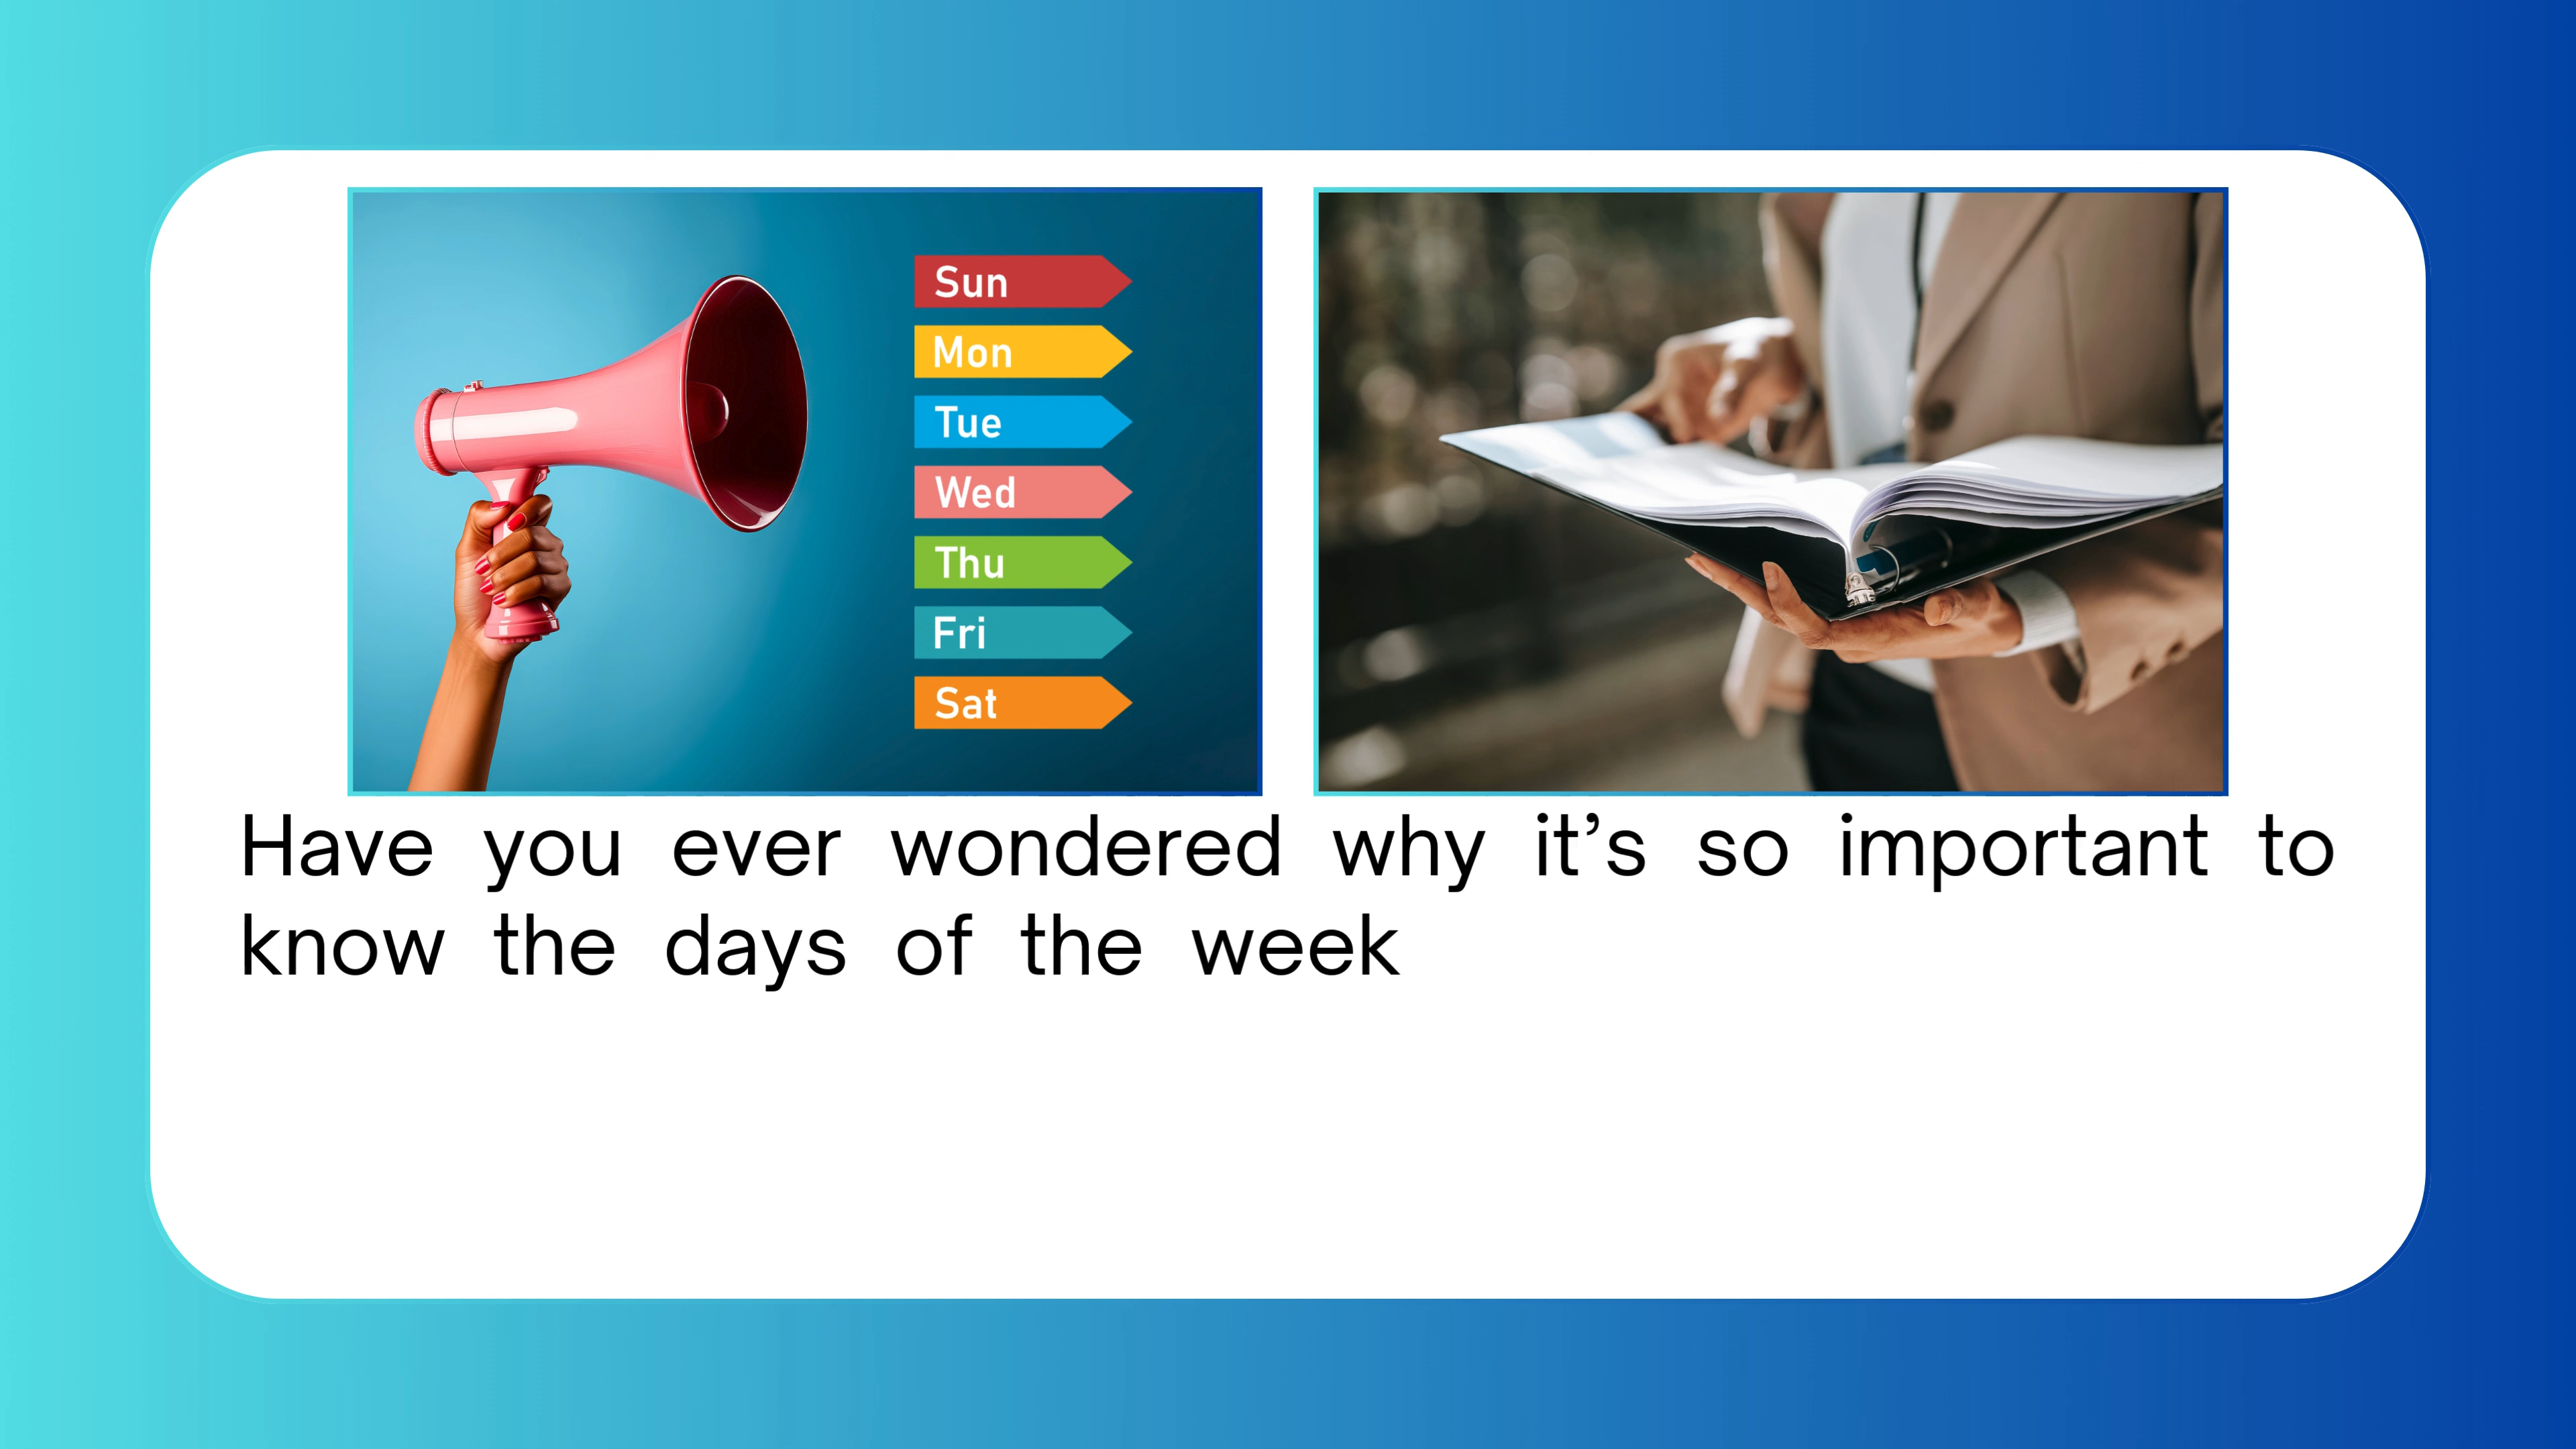 Sun
Mon
Tue
Wed
Thu
Fri
Sat
Have you ever wondered why it’s so important to
know the days of the week